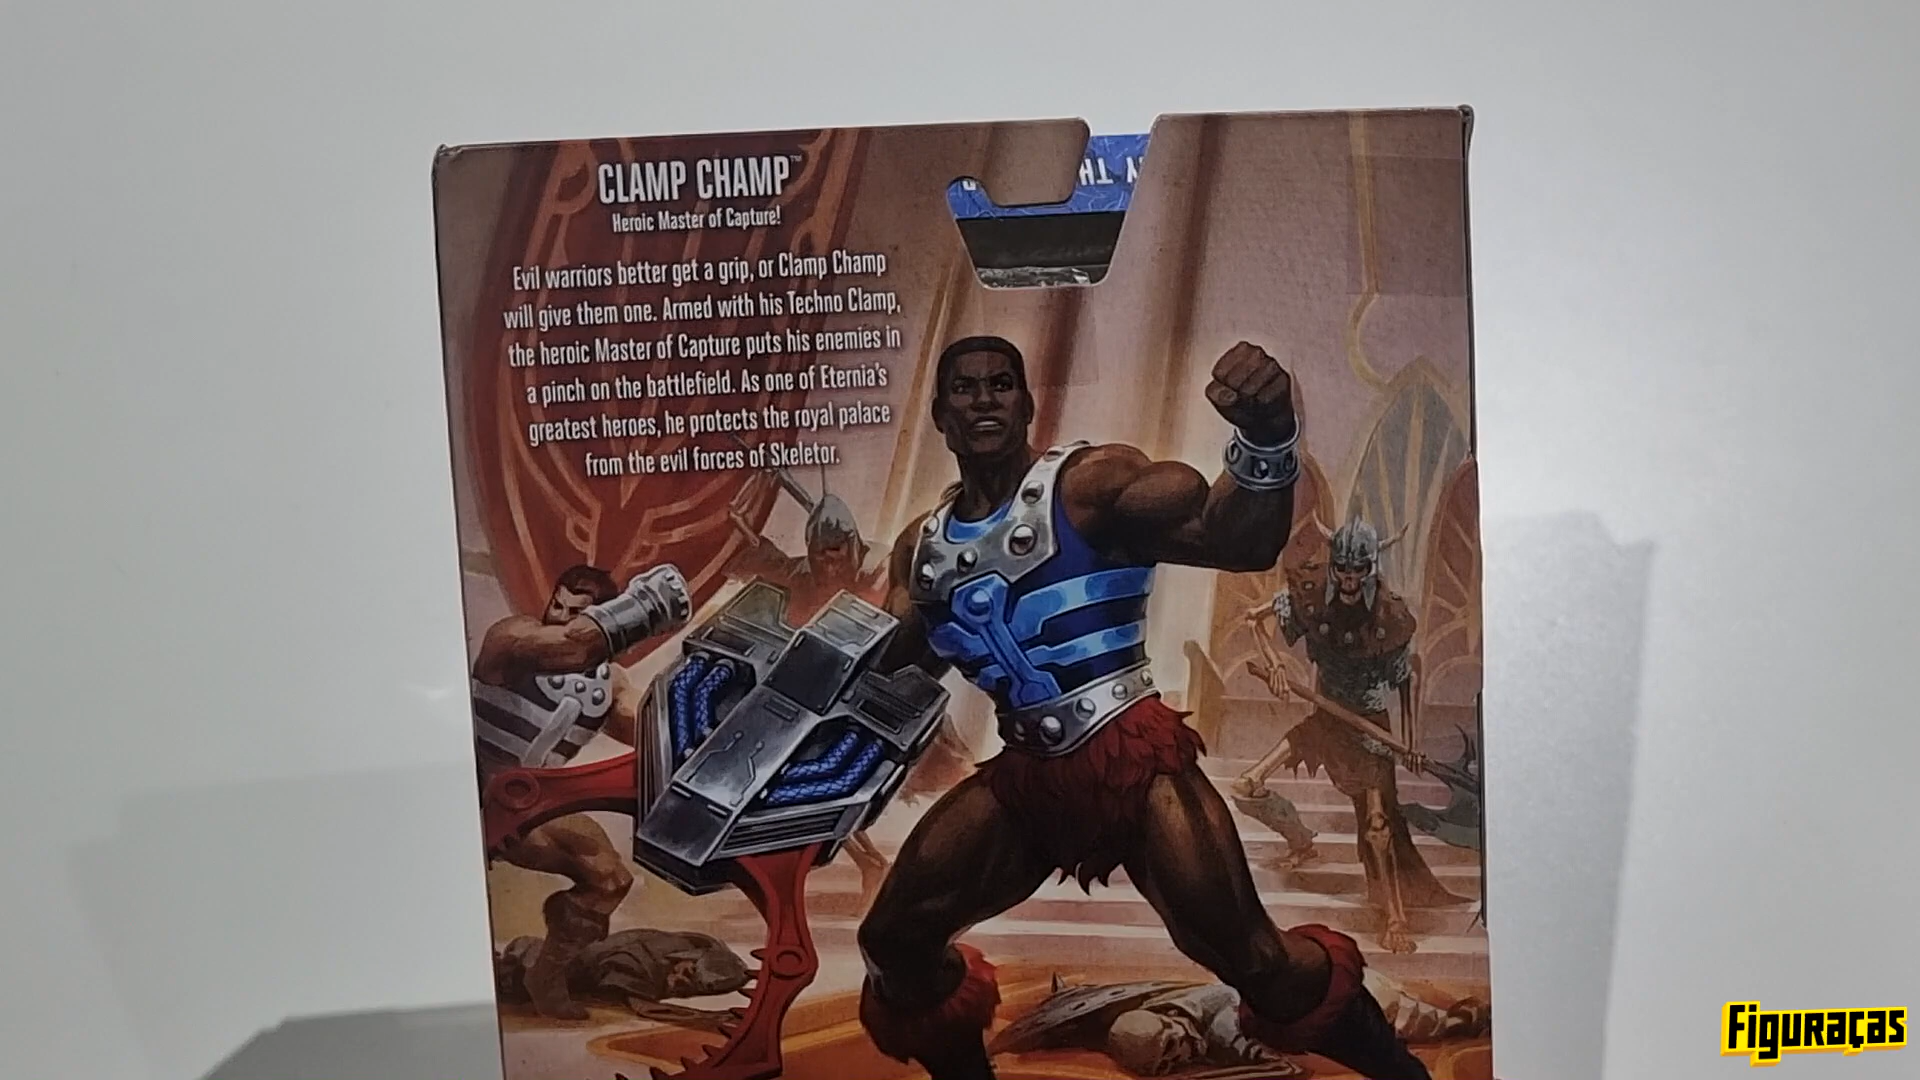 CLAMP CHAMP™
Heroic Master of Capture!
Evil warriors better get a grip, or Clamp Champ
will give them one. Armed with his Techno Clamp,
the heroic Master of Capture puts his enemies in
a pinch on the battlefield. As one of Eternia's
greatest heroes, he protects the royal palace
from the evil forces of Skeletor.
Figuraças